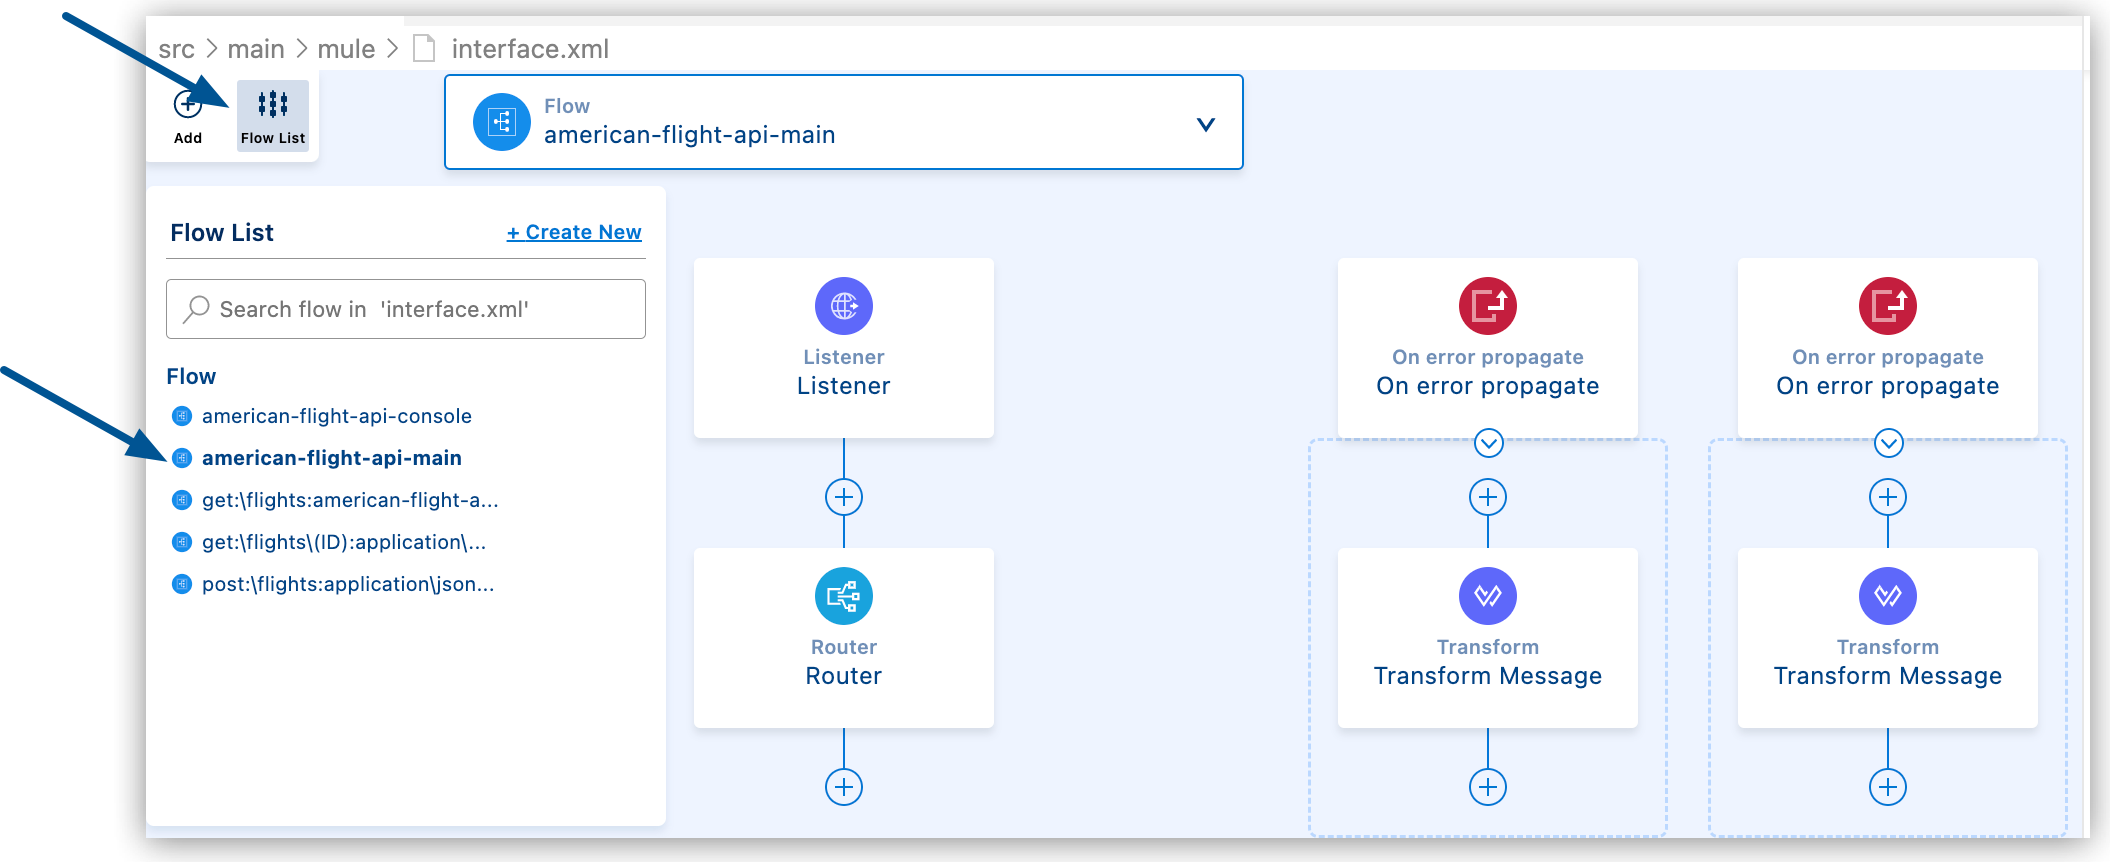 src > main > mule > interface.xml
Add
Flow List
Flow
american-flight-api-main
Flow List
+ Create New
Search flow in 'interface.xml'
Flow
american-flight-api-console
american-flight-api-main
get:\flights:american-flight-a...
get:\flights\(ID):application\...
post:\flights:application\json...
Listener
Listener
Router
Router
On error propagate
On error propagate
Transform
Transform Message
On error propagate
On error propagate
Transform
Transform Message